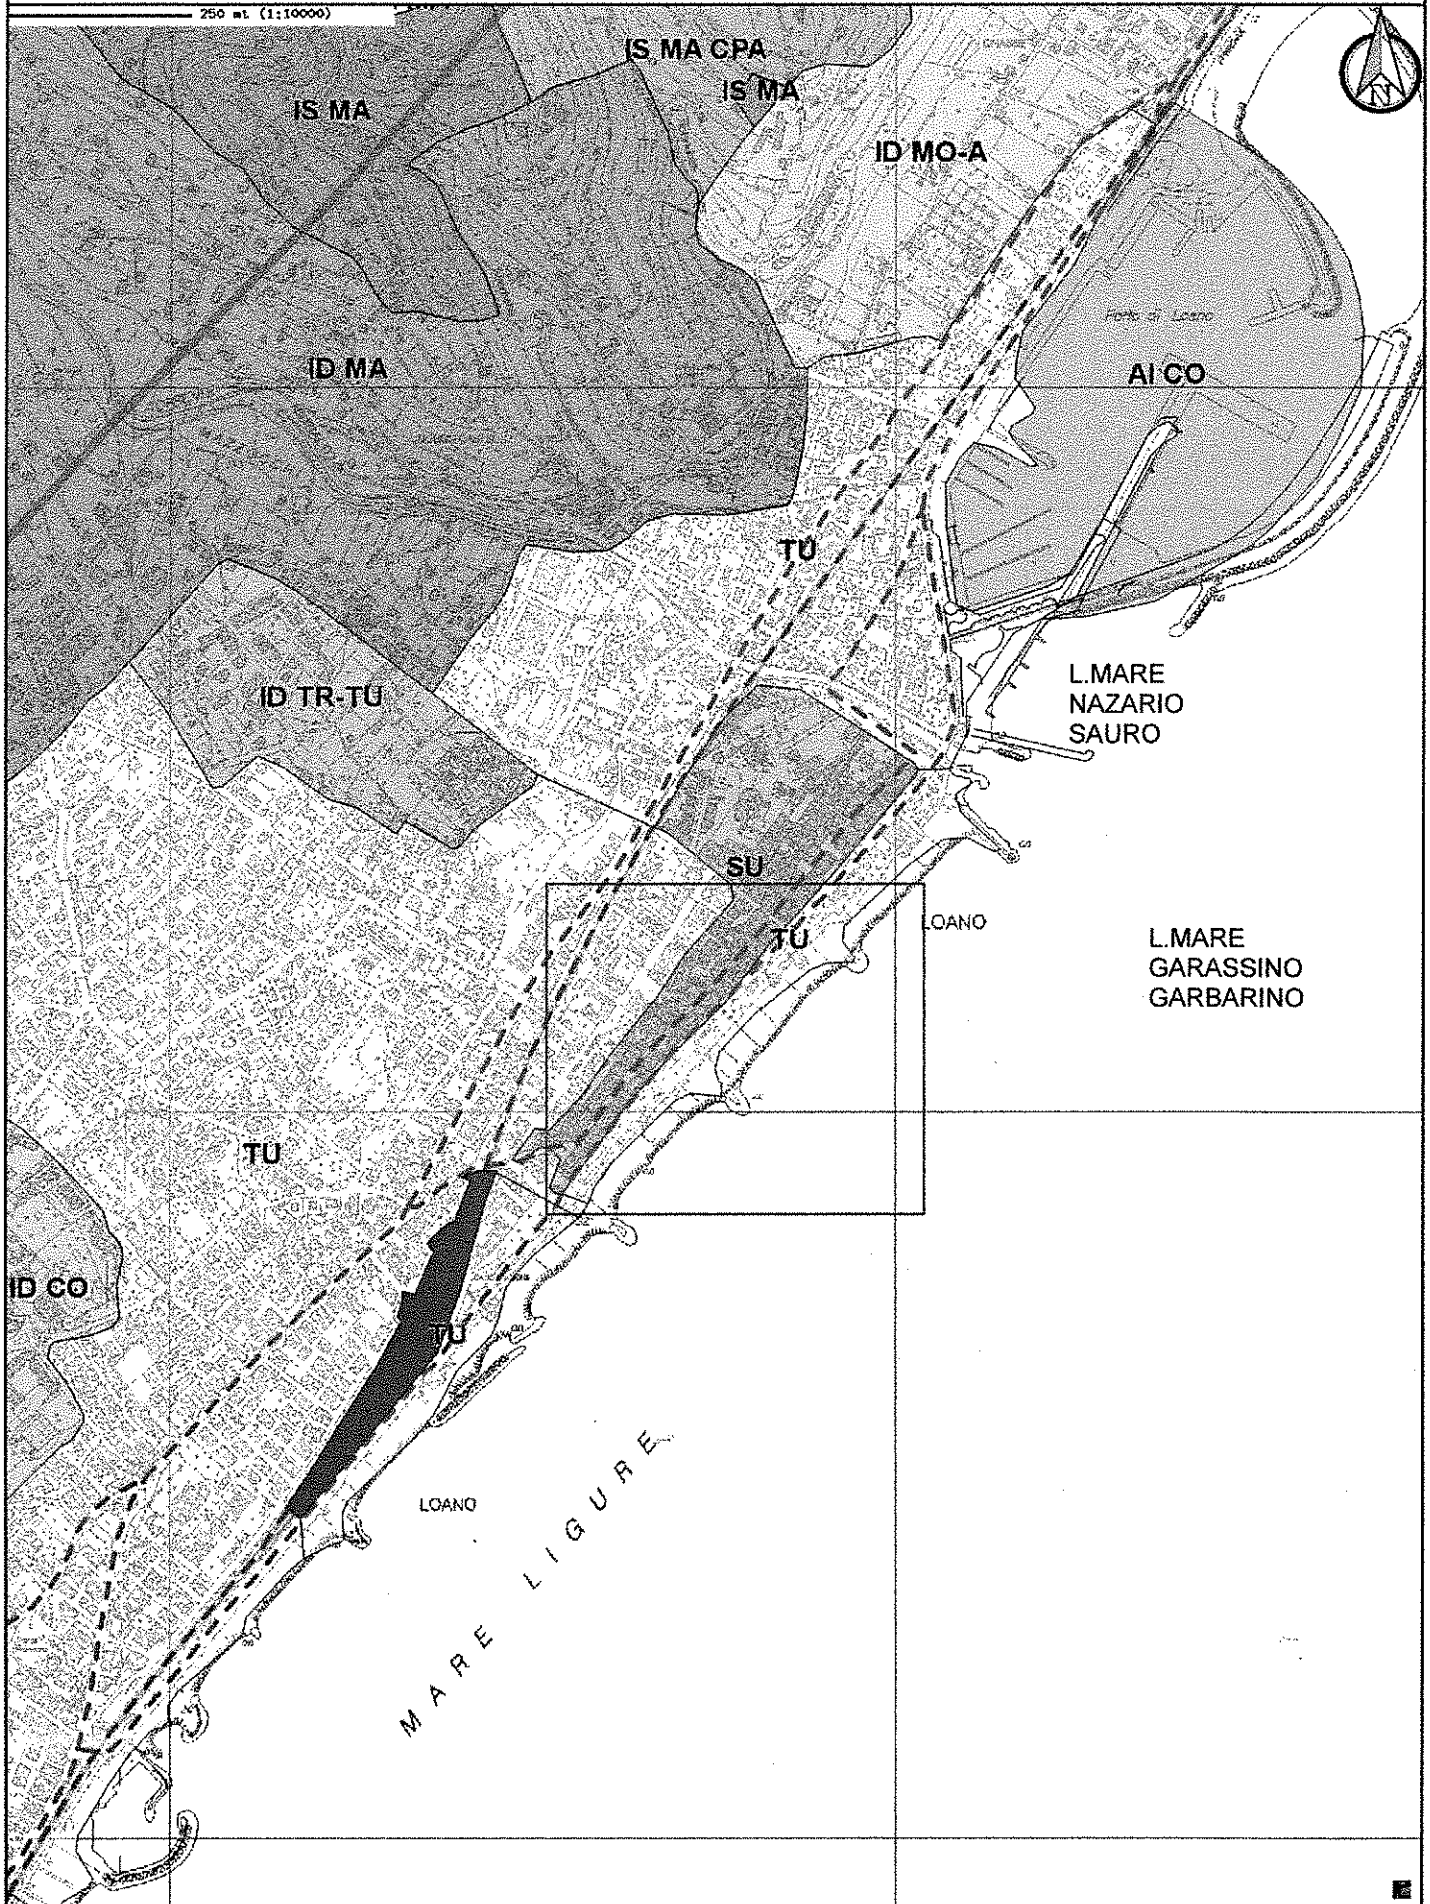 250 mt (1:10000)
IS MA CPA
IS MA
IS MA
ID MO-A
N
Porto di Loano
ID MA
AI CO
TU
ID TR-TU
L.MARE
NAZARIO
SAURO
SU
TU
LOANO
L.MARE
GARASSINO
GARBARINO
TU
ID CO
TU
LOANO
MARE LIGURE